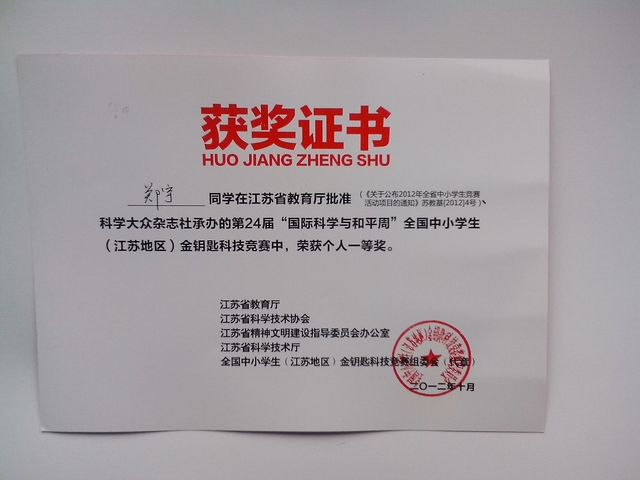 获奖证书
HUO JIANG ZHENG SHU
郑宇 同学在江苏省教育厅批准（《关于公布2012年全省中小学生竞赛活动项目的通知》苏教基[2012]4号）、
科学大众杂志社承办的第24届“国际科学与和平周”全国中小学生
（江苏地区）金钥匙科技竞赛中，荣获个人一等奖。
江苏省教育厅
江苏省科学技术协会
江苏省精神文明建设指导委员会办公室
江苏省科学技术厅
全国中小学生（江苏地区）金钥匙科技竞赛组委会（代章）
二〇一二年十月